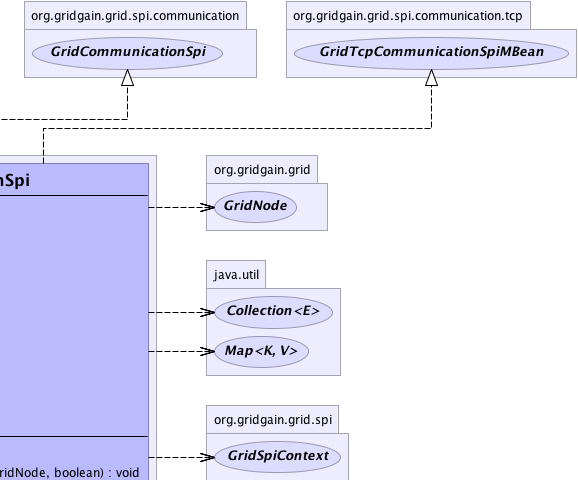 org.gridgain.grid.spi.communication
org.gridgain.grid.spi.communication.tcp
GridCommunicationSpi
GridTcpCommunicationSpiMBean
nSpi
org.gridgain.grid
GridNode
java.util
Collection<E>
Map<K, V>
org.gridgain.grid.spi
GridSpiContext
ridNode, boolean) : void